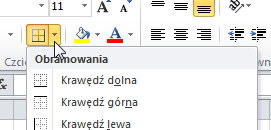 11
A A
A
Czcio
Obramowania
Krawędź dolna
Krawędź górna
Krawędź lewa